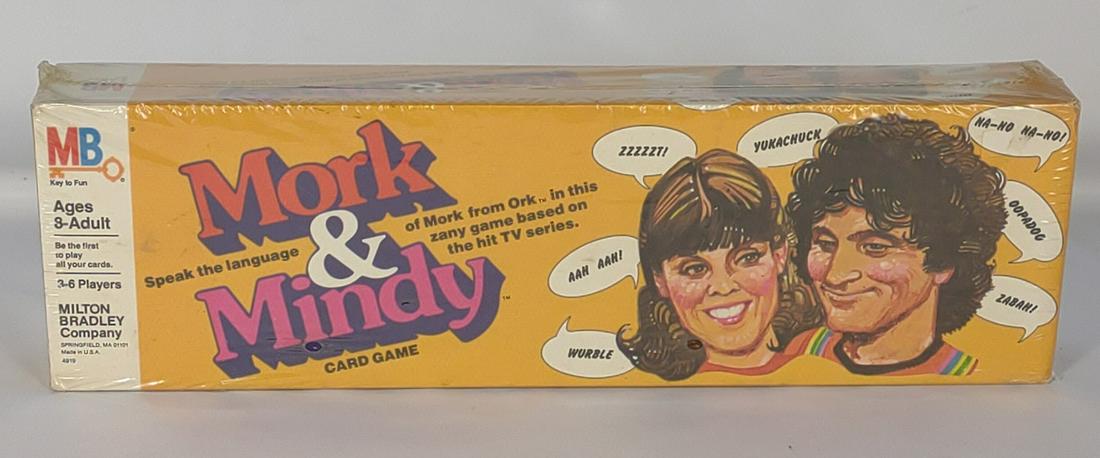 MB
Key to Fun
Ages
8-Adult
Be the first
to play
all your cards.
3-6 Players
MILTON
BRADLEY
Company
SPRINGFIELD, MA 01101
Made in U.S.A.
4919
Mork
&
Mindy™
Speak the language
of Mork from Ork™ in this
zany game based on
the hit TV series.
CARD GAME
ZZZZZT!
YUKACHUCK
NA-NO NA-NO!
AAH AAH!
OOPADOG
WURBLE
ZABAH!